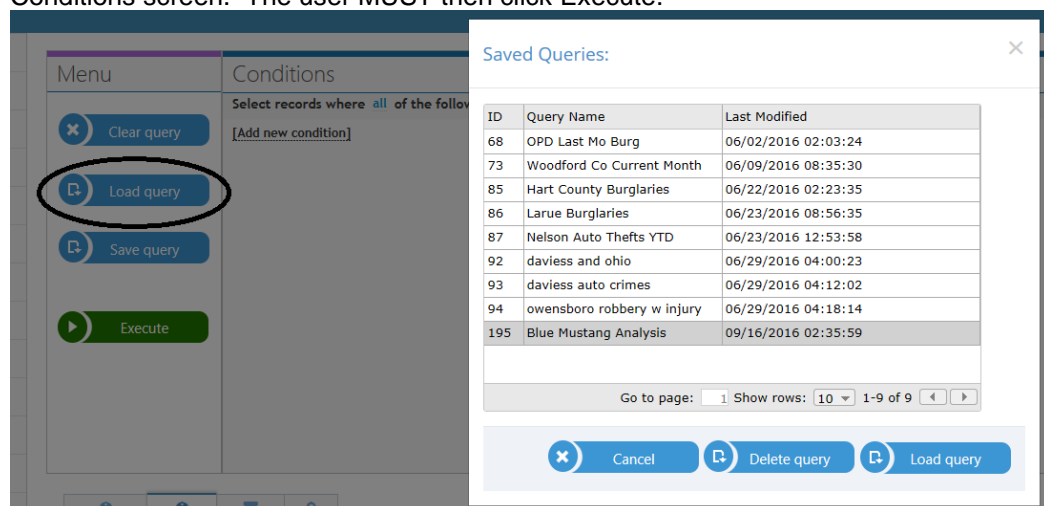 Conditions screen. The user MUST then click Execute.
Menu
Clear query
Load query
Save query
Execute
Conditions
Select records where all of the follow
[Add new condition]
Saved Queries:
ID Query Name Last Modified
68 OPD Last Mo Burg 06/02/2016 02:03:24
73 Woodford Co Current Month 06/09/2016 08:35:30
85 Hart County Burglaries 06/22/2016 02:23:35
86 Larue Burglaries 06/23/2016 08:56:35
87 Nelson Auto Thefts YTD 06/23/2016 12:53:58
92 daviess and ohio 06/29/2016 04:00:23
93 daviess auto crimes 06/29/2016 04:12:02
94 owensboro robbery w injury 06/29/2016 04:18:14
195 Blue Mustang Analysis 09/16/2016 02:35:59
Go to page: 1 Show rows: 10 1-9 of 9
Cancel Delete query Load query